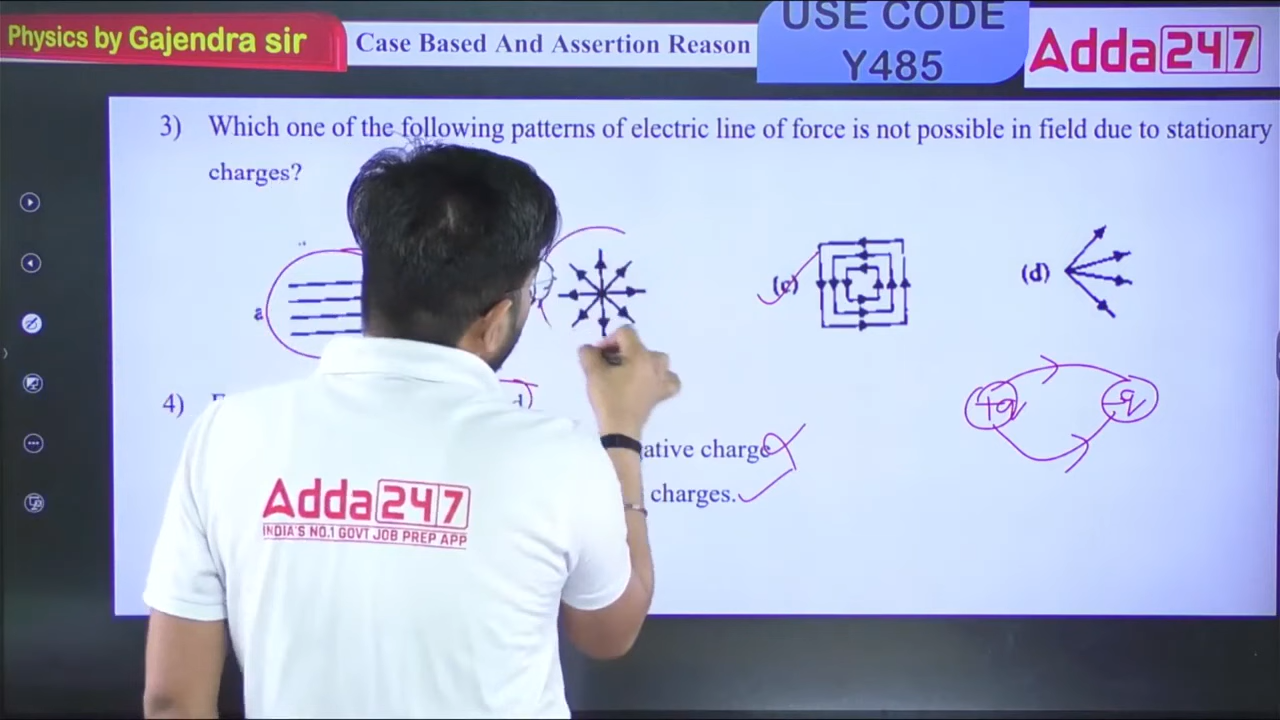 Physics by Gajendra sir
Case Based And Assertion Reason
USE CODE
Y485
Adda247
3) Which one of the following patterns of electric line of force is not possible in field due to stationary
charges?
a
(c)
(d)
+q
-q
4)
d)
ative charge
charges.
Adda247
INDIA'S NO.1 GOVT JOB PREP APP